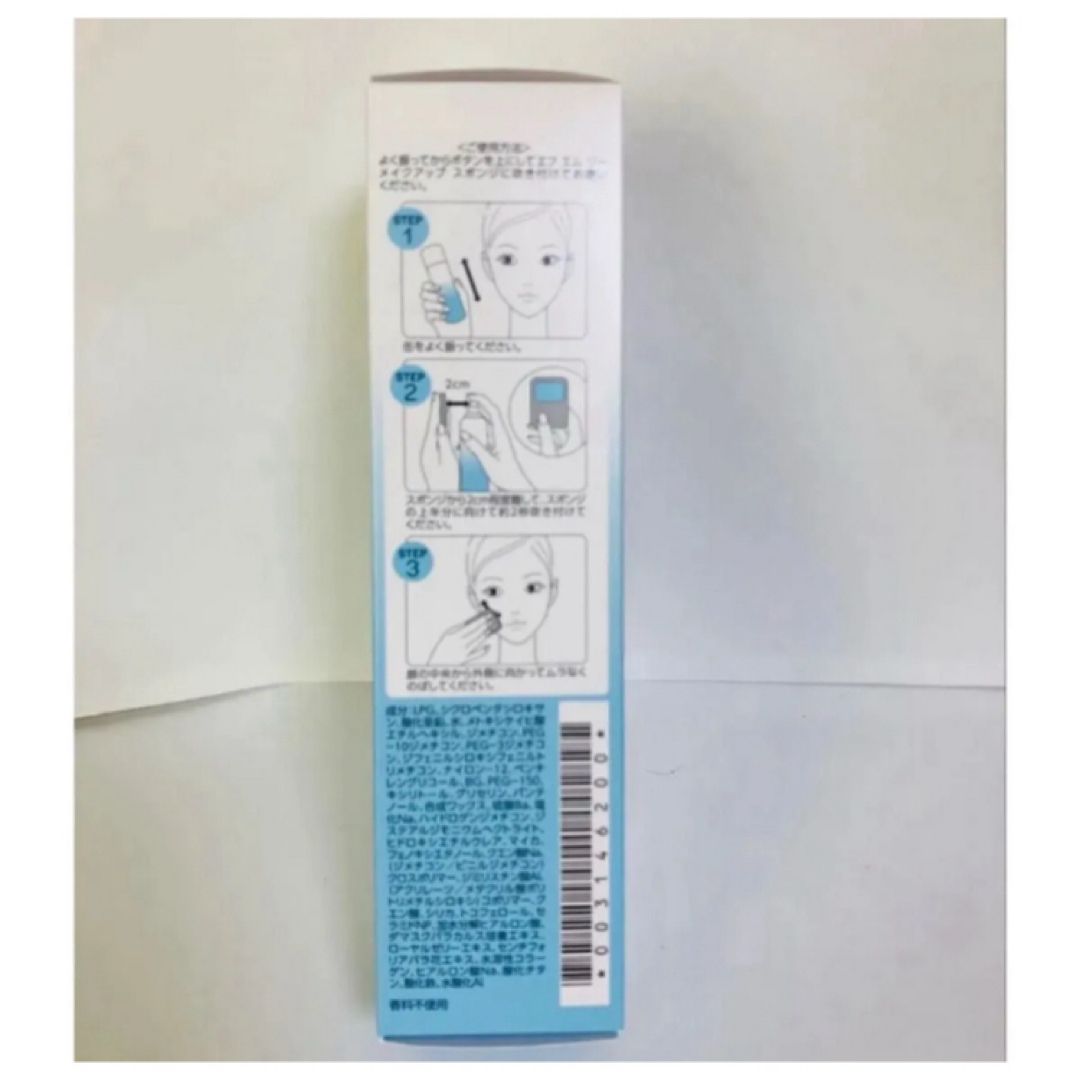 <ご使用方法>
よく振ってからボタンを上にしてエフ エム ジー
メイクアップ スポンジに吹き付けてお使い
ください。
STEP
1
缶をよく振ってください。
STEP
2
2cm
スポンジから2cm程度離して、スポンジ
の上半分に向けて約2秒吹き付けて
ください。
STEP
3
顔の中央から外側に向かってムラなく
のばしてください。
成分:LPG、シクロペンタシロキサ
ン、酸化亜鉛、水、メトキシケイヒ酸
エチルヘキシル、ジメチコン、PEG
-10ジメチコン、PEG-3ジメチコ
ン、ジフェニルシロキシフェニルト
リメチコン、ナイロン-12、ペンチ
レングリコール、BG、PEG-150、
キシリトール、グリセリン、パンテ
ノール、合成ワックス、硫酸Ba、塩
化Na、ハイドロゲンジメチコン、ジ
ステアルジモニウムヘクトライト、
ヒドロキシエチルウレア、マイカ、
フェノキシエタノール、クエン酸Na、
(ジメチコン/ビニルジメチコン)
クロスポリマー、ジミリスチン酸Al、
(アクリレーツ/メタクリル酸ポリ
トリメチルシロキシ)コポリマー、ク
エン酸、シリカ、トコフェロール、セ
ラミドNP、加水分解ヒアルロン酸、
ダマスクバラカルス培養エキス、
ローヤルゼリーエキス、センチフォ
リアバラ花エキス、水溶性コラー
ゲン、ヒアルロン酸Na、酸化チタ
ン、酸化鉄、水酸化Al
香料不使用
*003146200*